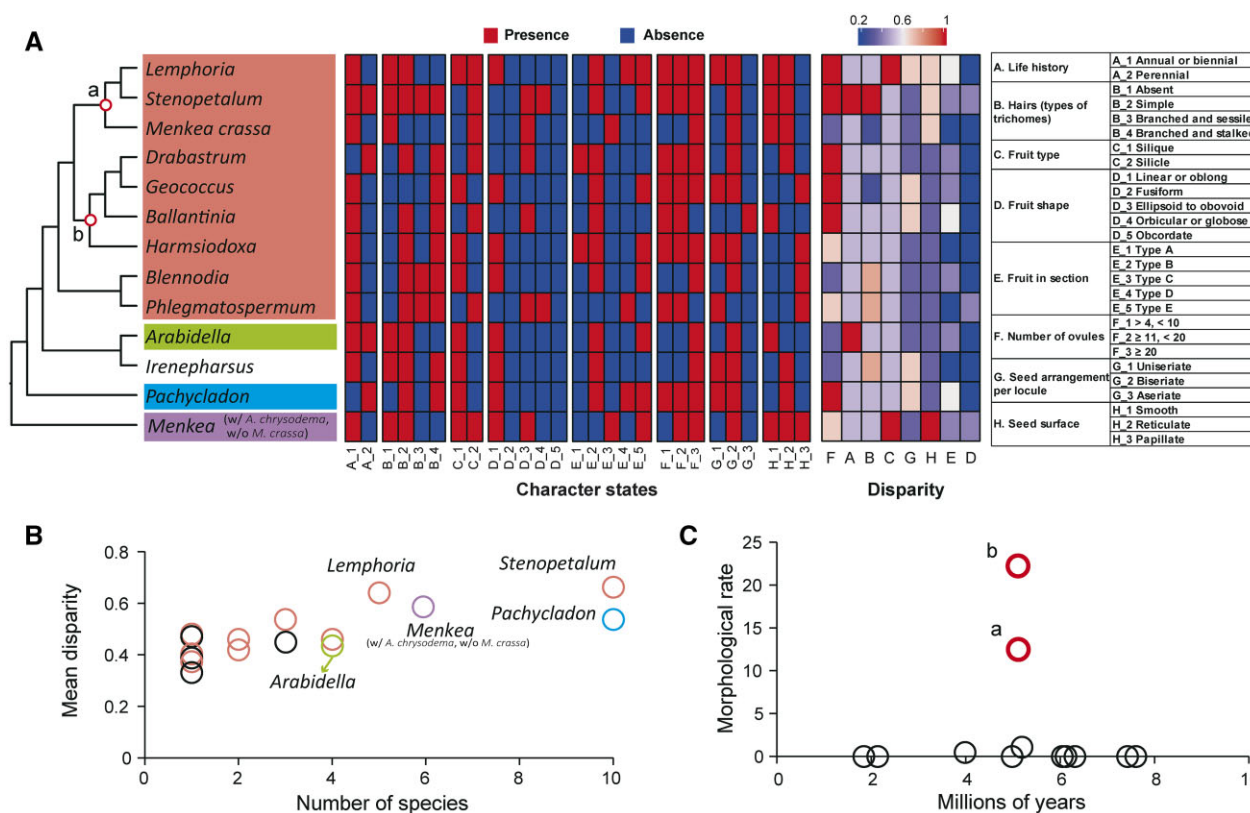 A
Presence
Absence
0.2
0.6
1
a
b
Lemphoria
Stenopetalum
Menkea crassa
Drabastrum
Geococcus
Ballantinia
Harmsiodoxa
Blennodia
Phlegmatospermum
Arabidella
Irenepharsus
Pachycladon
Menkea (w/ A. chrysodema,
w/o M. crassa)
A_1 A_2 B_1 B_2 B_3 B_4 C_1 C_2 D_1 D_2 D_3 D_4 D_5 E_1 E_2 E_3 E_4 E_5 F_1 F_2 F_3 G_1 G_2 G_3 H_1 H_2 H_3
Character states
F A B C G H E D
Disparity
A. Life history
A_1 Annual or biennial
A_2 Perennial
B. Hairs (types of
trichomes)
B_1 Absent
B_2 Simple
B_3 Branched and sessile
B_4 Branched and stalked
C. Fruit type
C_1 Silique
C_2 Silicle
D. Fruit shape
D_1 Linear or oblong
D_2 Fusiform
D_3 Ellipsoid to obovoid
D_4 Orbicular or globose
D_5 Obcordate
E. Fruit in section
E_1 Type A
E_2 Type B
E_3 Type C
E_4 Type D
E_5 Type E
F. Number of ovules
F_1 > 4, < 10
F_2 ≥ 11, < 20
F_3 ≥ 20
G. Seed arrangement
per locule
G_1 Uniseriate
G_2 Biseriate
G_3 Aseriate
H. Seed surface
H_1 Smooth
H_2 Reticulate
H_3 Papillate
B
Mean disparity
0.8
0.6
0.4
0.2
0
0 2 4 6 8 10
Number of species
Lemphoria
Stenopetalum
Pachycladon
Menkea
(w/ A. chrysodema, w/o M. crassa)
Arabidella
C
Morphological rate
25
20
15
10
5
0
0 2 4 6 8 1
Millions of years
b
a